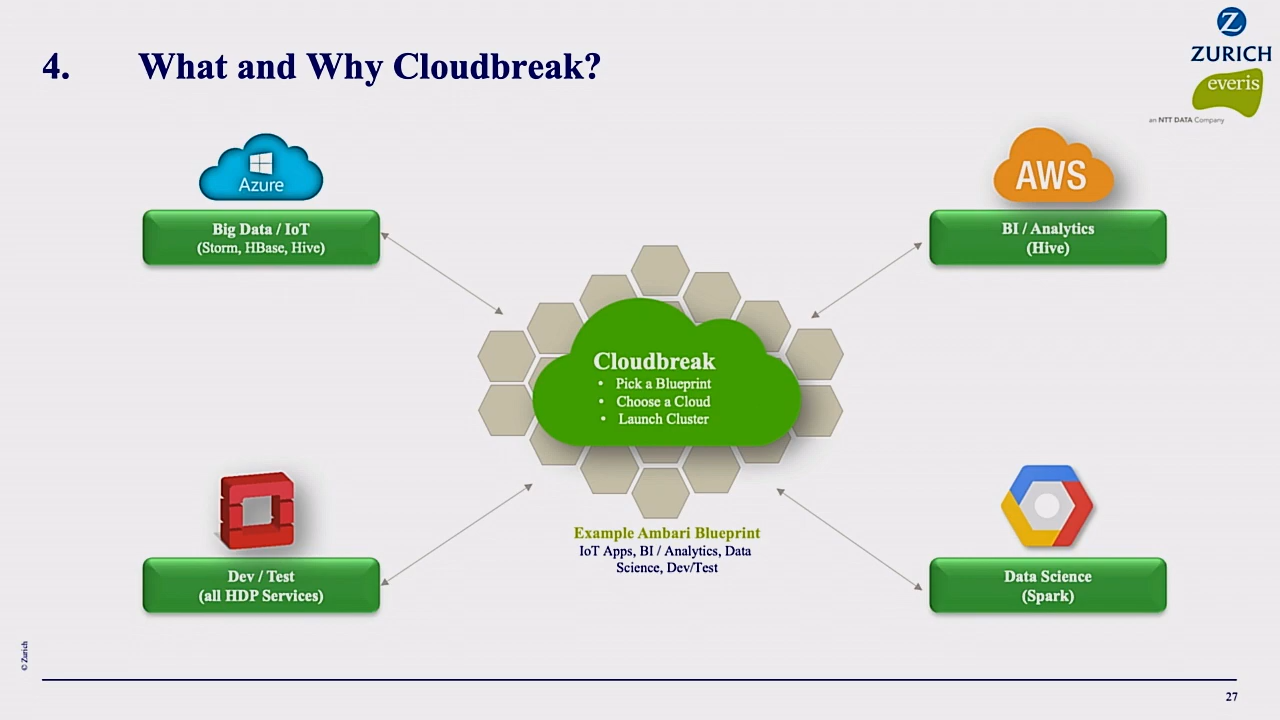 4. What and Why Cloudbreak?
ZURICH
everis
an NTT DATA Company
Azure
Big Data / IoT
(Storm, HBase, Hive)
AWS
BI / Analytics
(Hive)
Cloudbreak
• Pick a Blueprint
• Choose a Cloud
• Launch Cluster
Example Ambari Blueprint
IoT Apps, BI / Analytics, Data
Science, Dev/Test
Dev / Test
(all HDP Services)
Data Science
(Spark)
© Zurich
27